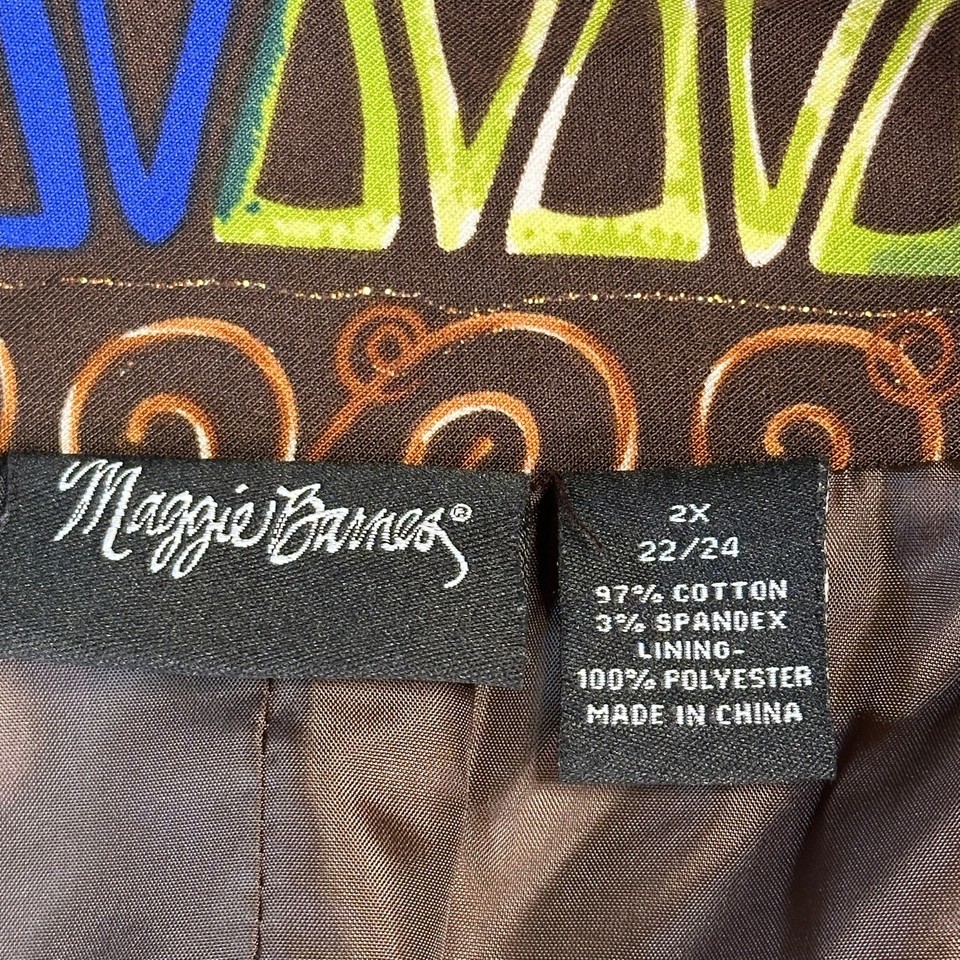 Maggie Barnes®
2X
22/24
97% COTTON
3% SPANDEX
LINING-
100% POLYESTER
MADE IN CHINA